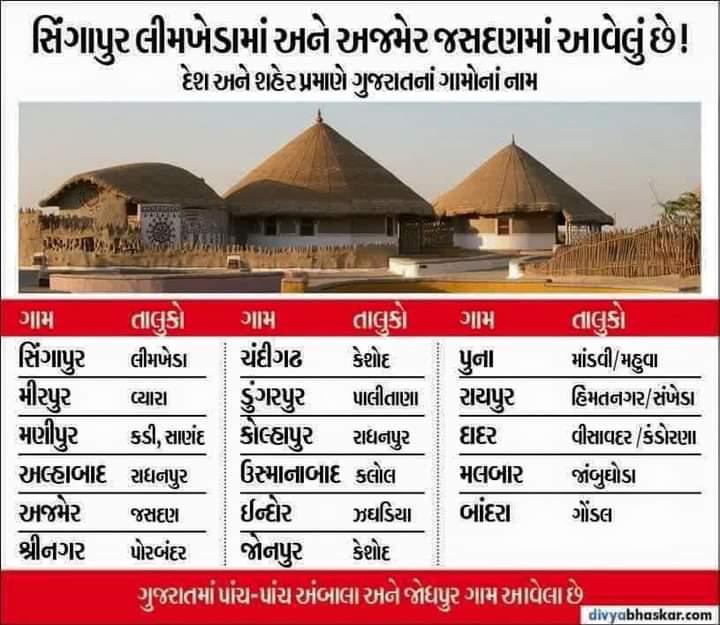 સિંગાપુર લીમખેડામાં અને અજમેર જસદણમાં આવેલું છે!
દેશ અને શહેર પ્રમાણે ગુજરાતનાં ગામોનાં નામ
ગામ તાલુકો ગામ તાલુકો ગામ તાલુકો
સિંગાપુર લીમખેડા ચંદીગઢ કેશોદ પુના માંડવી/મહુવા
મીરપુર વ્યારા ડુંગરપુર પાલીતાણા રાયપુર હિમતનગર/સંખેડા
મણીપુર કડી, સાણંદ કોલ્હાપુર રાધનપુર દાદર વીસાવદર/કંડોરણા
અલ્હાબાદ રાધનપુર ઉસ્માનાબાદ કલોલ મલબાર જાંબુઘોડા
અજમેર જસદણ ઈન્દોર ઝઘડિયા બાંદરા ગોંડલ
શ્રીનગર પોરબંદર જોનપુર કેશોદ
ગુજરાતમાં પાંચ-પાંચ અંબાલા અને જોધપુર ગામ આવેલા છે
divyabhaskar.com